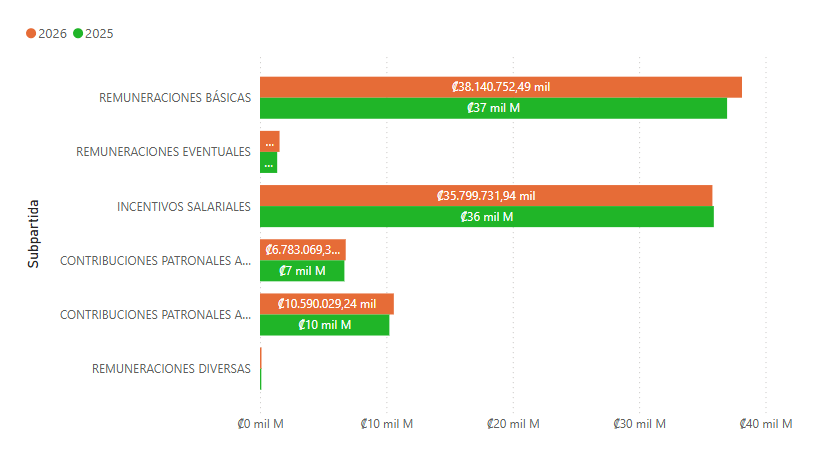 2026 2025
REMUNERACIONES BÁSICAS
₡38.140.752,49 mil
₡37 mil M
REMUNERACIONES EVENTUALES
...
...
INCENTIVOS SALARIALES
₡35.799.731,94 mil
₡36 mil M
Subpartida
CONTRIBUCIONES PATRONALES A...
₡6.783.069,3...
₡7 mil M
CONTRIBUCIONES PATRONALES A...
₡10.590.029,24 mil
₡10 mil M
REMUNERACIONES DIVERSAS
₡0 mil M ₡10 mil M ₡20 mil M ₡30 mil M ₡40 mil M